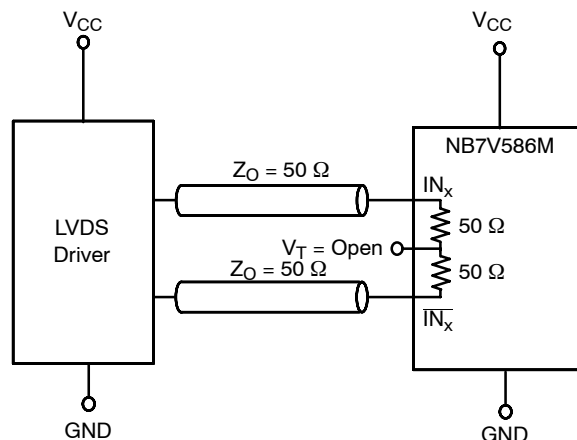 V_CC
V_CC
NB7V586M
Z_O = 50 Ω
IN_x
LVDS
Driver
V_T = Open
50 Ω
50 Ω
Z_O = 50 Ω
IN_x
GND
GND